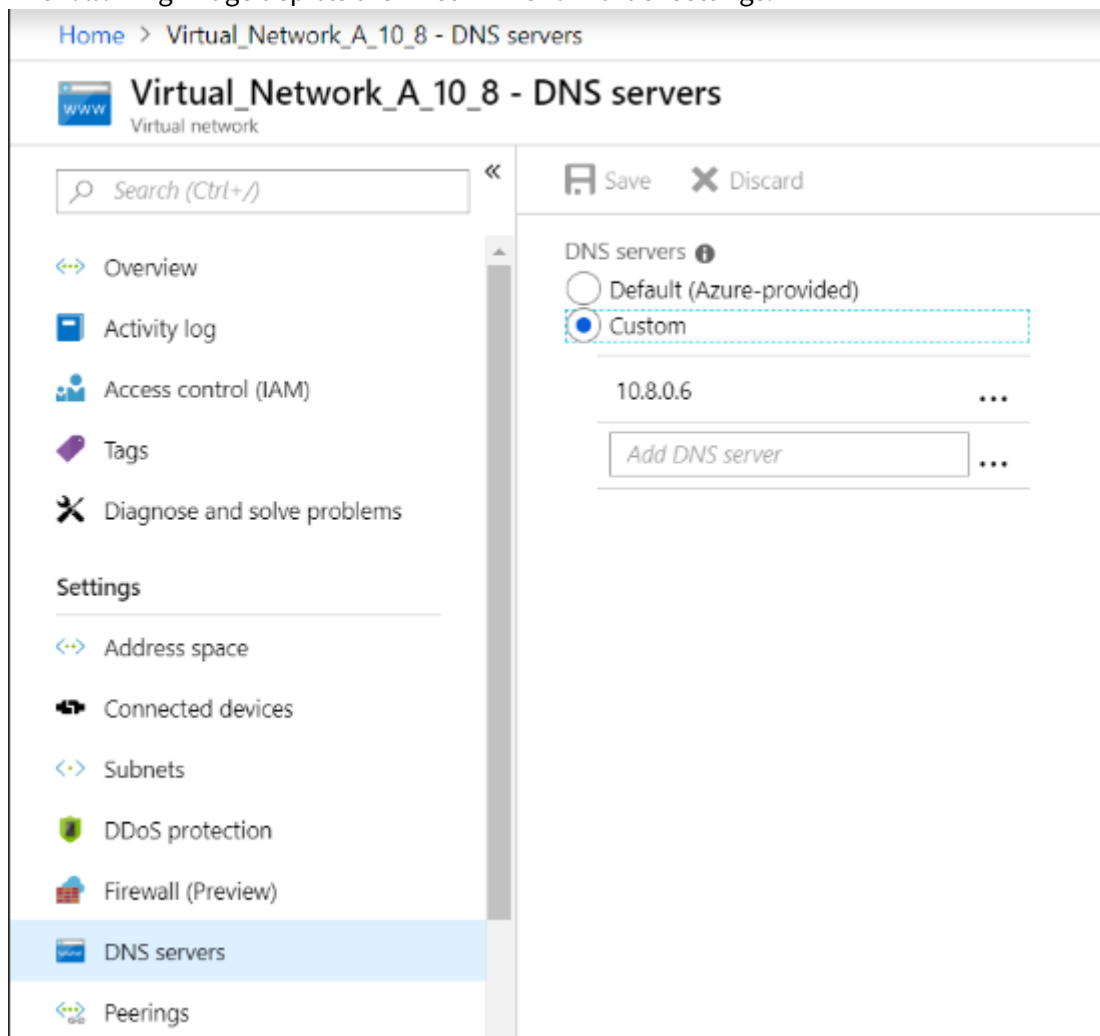 Home > Virtual_Network_A_10_8 - DNS servers
Virtual_Network_A_10_8 - DNS servers
www
Virtual network
Search (Ctrl+/)
«
Save
Discard
Overview
Activity log
Access control (IAM)
Tags
Diagnose and solve problems
Settings
Address space
Connected devices
Subnets
DDoS protection
Firewall (Preview)
DNS servers
Peerings
DNS servers
Default (Azure-provided)
Custom
10.8.0.6
...
Add DNS server
...